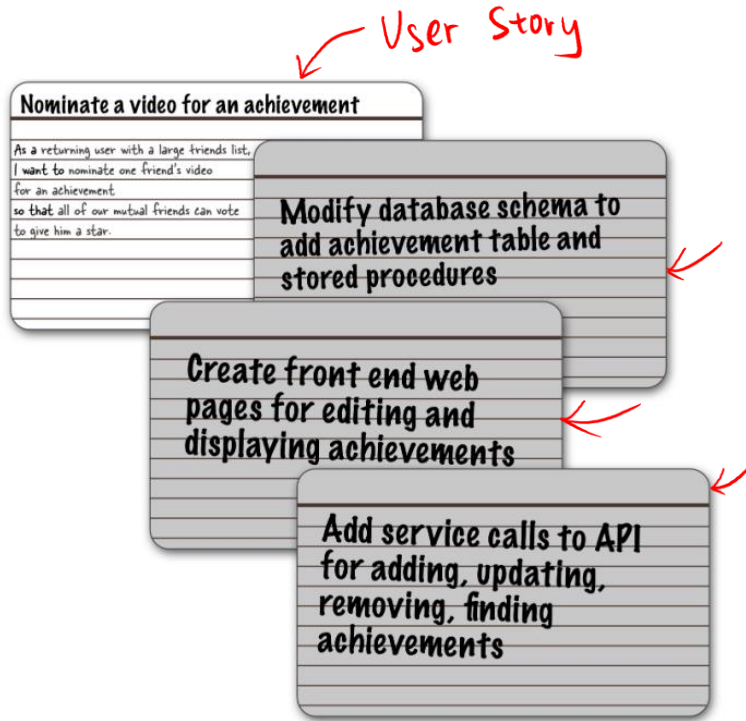 User Story
Nominate a video for an achievement
As a returning user with a large friends list,
I want to nominate one friend's video
for an achievement
so that all of our mutual friends can vote
to give him a star.
Modify database schema to
add achievement table and
stored procedures
Create front end web
pages for editing and
displaying achievements
Add service calls to API
for adding, updating,
removing, finding
achievements